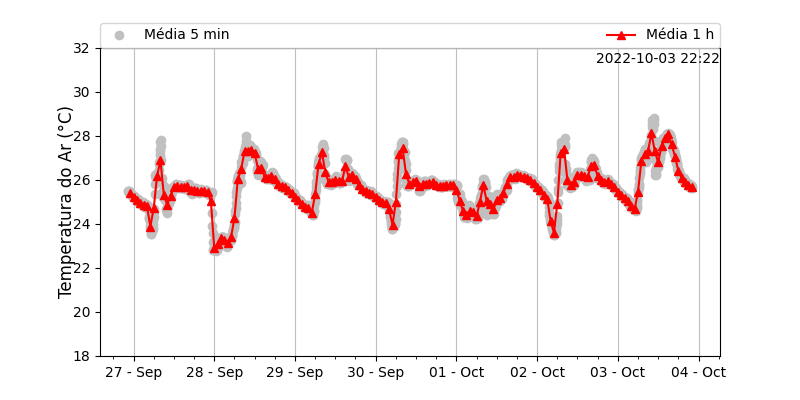 Média 5 min
Média 1 h
2022-10-03 22:22
Temperatura do Ar (°C)
32
30
28
26
24
22
20
18
27 - Sep
28 - Sep
29 - Sep
30 - Sep
01 - Oct
02 - Oct
03 - Oct
04 - Oct